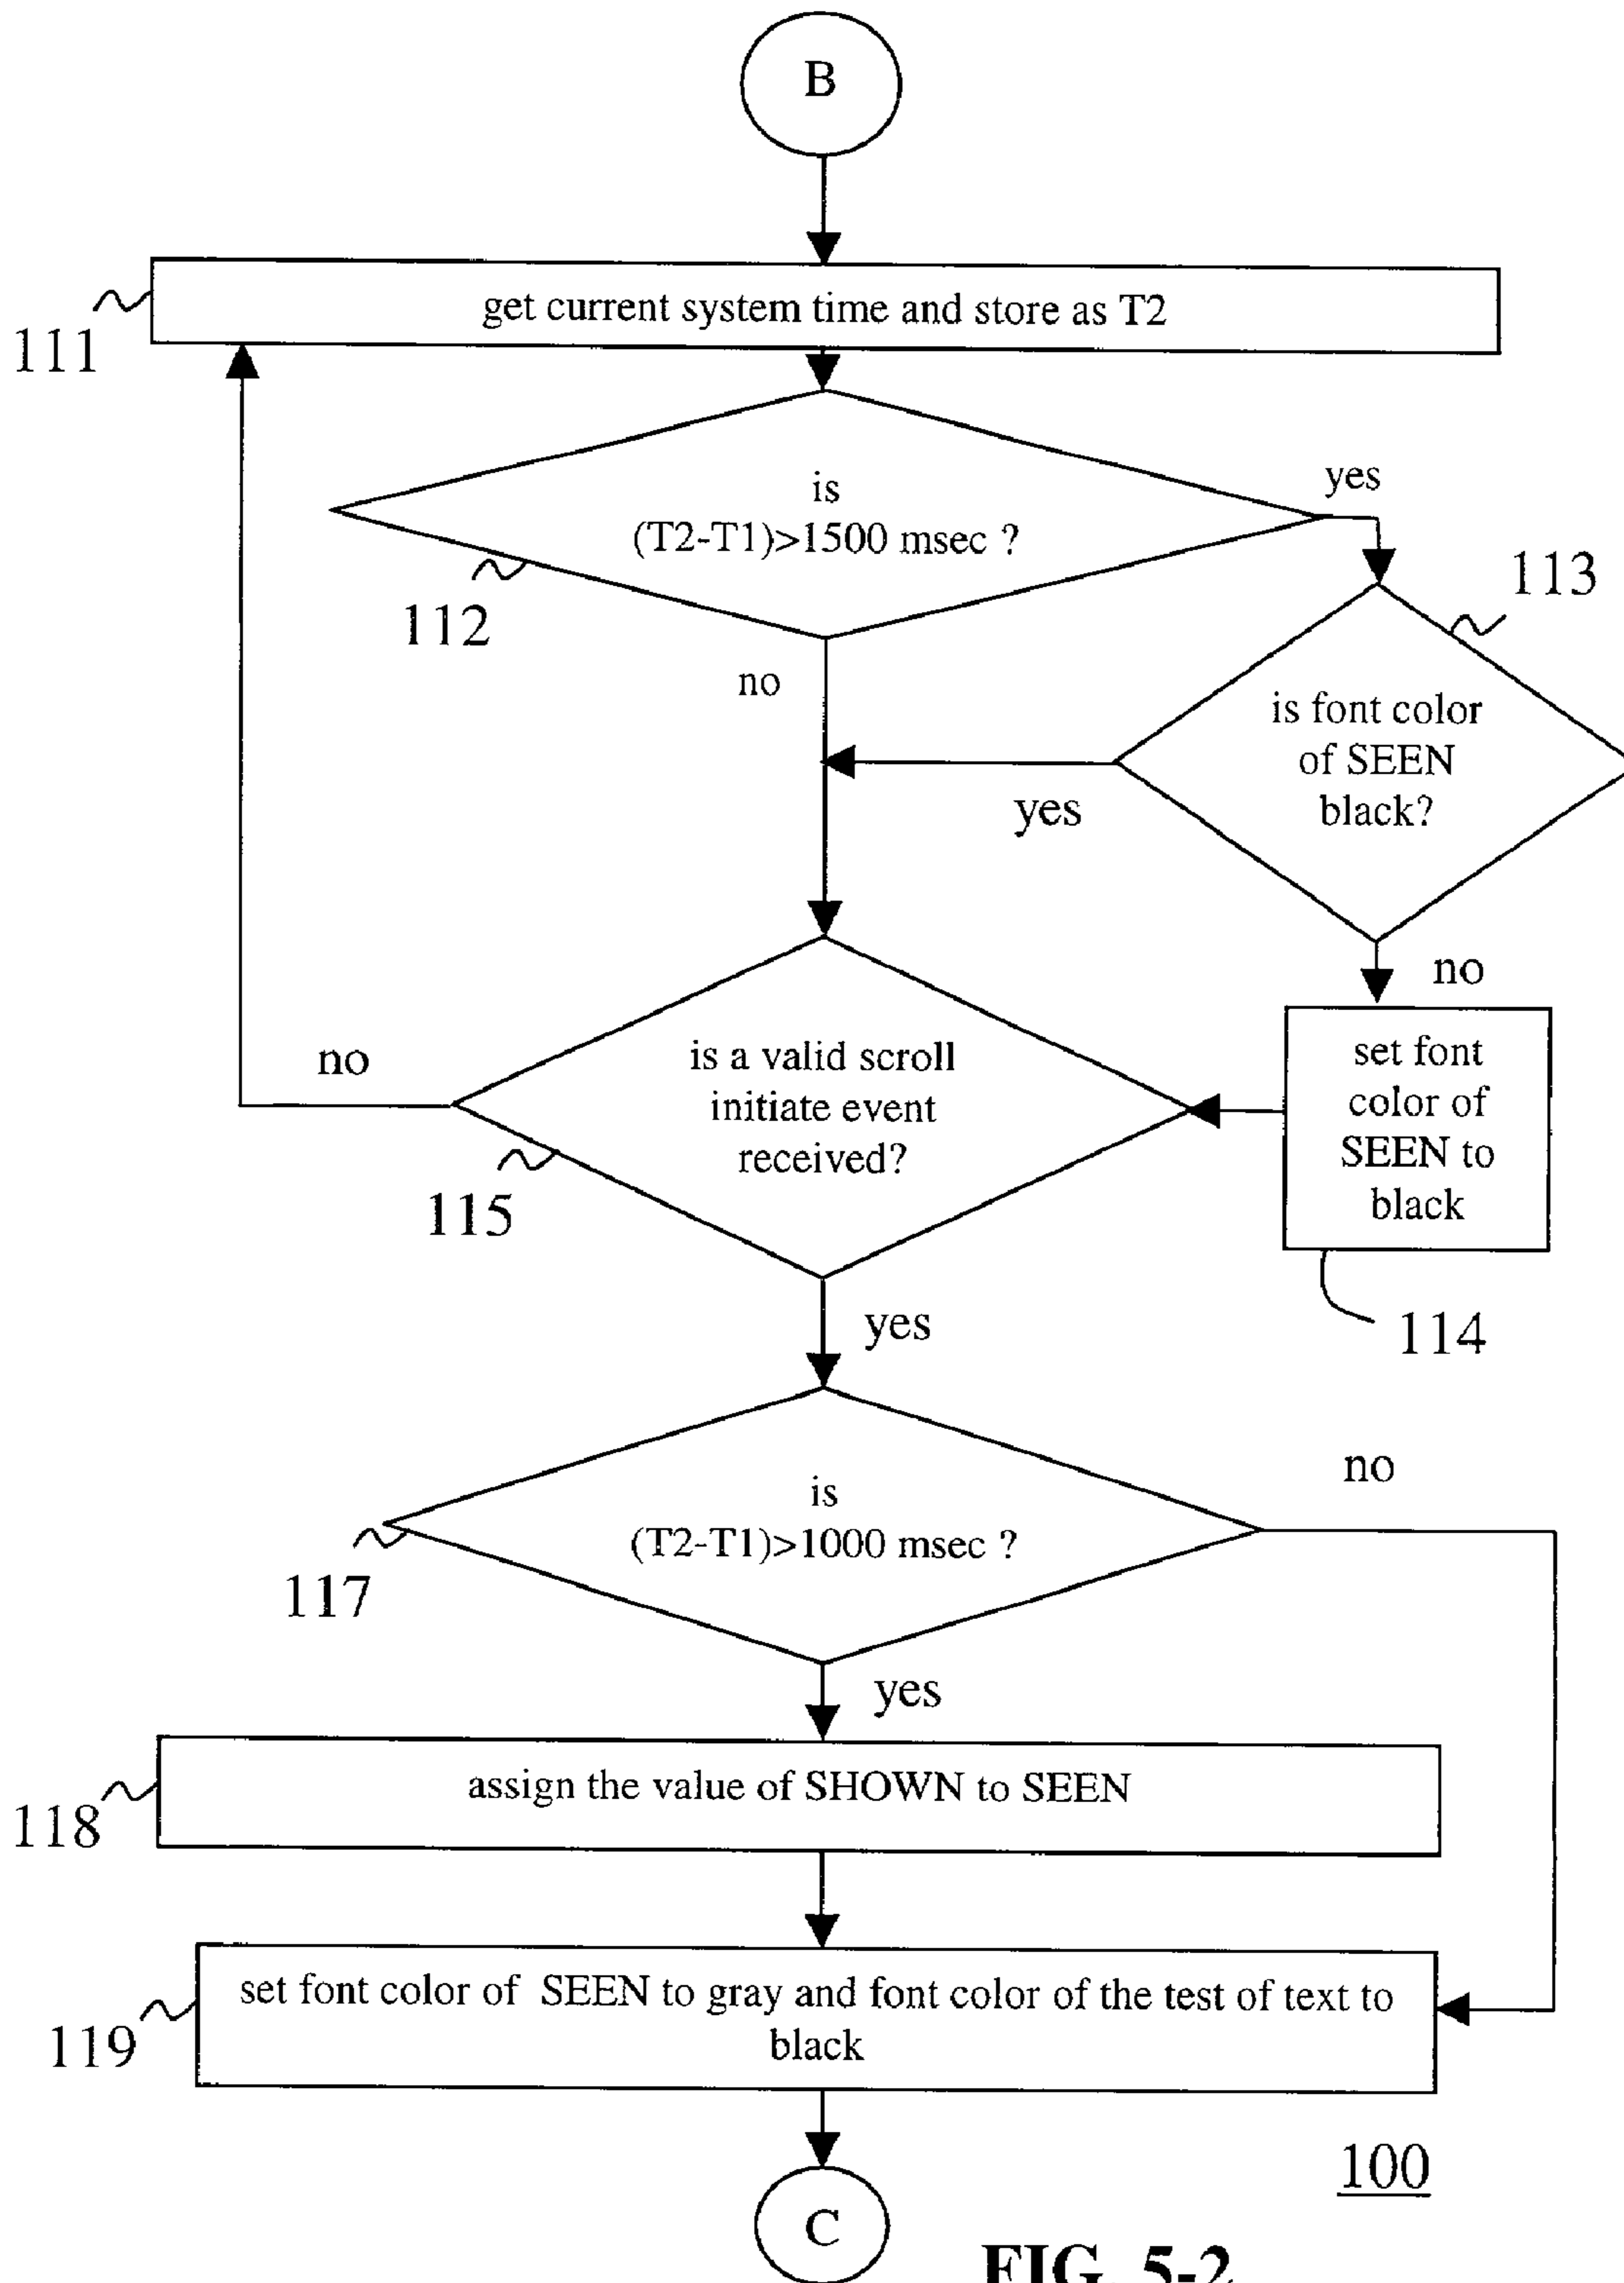 B
get current system time and store as T2
111
is
(T2-T1)>1500 msec ?
yes
112
113
no
is font color
of SEEN
black?
yes
no
is a valid scroll
initiate event
received?
no
115
set font
color of
SEEN to
black
114
yes
is
(T2-T1)>1000 msec ?
no
117
yes
assign the value of SHOWN to SEEN
118
set font color of SEEN to gray and font color of the test of text to
black
119
100
C
FIG. 5-2